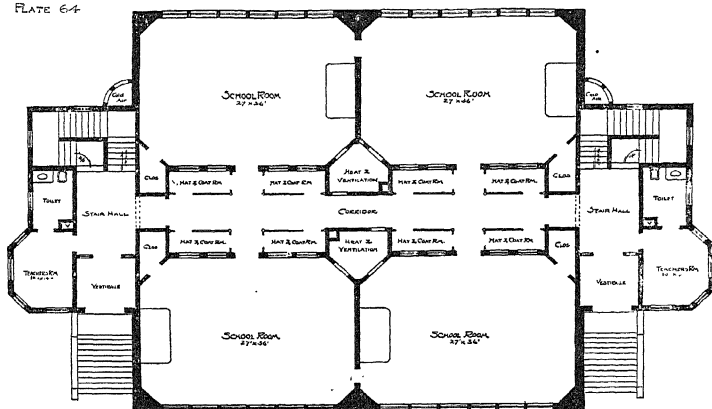 PLATE 64
SCHOOL ROOM
27' x 36'
SCHOOL ROOM
27' x 36'
COLD
AIR
COLD
AIR
CLOS
HAT & COAT RM.
HAT & COAT RM.
HEAT &
VENTILATION
HAT & COAT RM.
HAT & COAT RM.
CLOS
TOILET
STAIR HALL
CORRIDOR
STAIR HALL
TOILET
CLOS
HAT & COAT RM.
HAT & COAT RM.
HEAT &
VENTILATION
HAT & COAT RM.
HAT & COAT RM.
CLOS
TEACHERS RM.
VESTIBULE
VESTIBULE
TEACHERS RM.
SCHOOL ROOM
27' x 36'
SCHOOL ROOM
27' x 36'